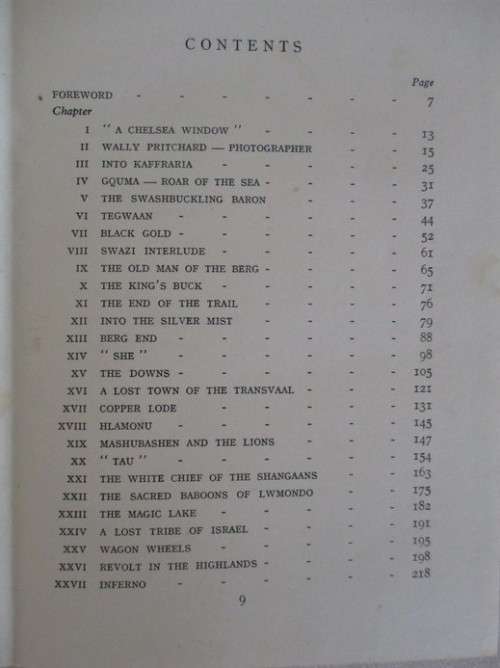 CONTENTS
Page
FOREWORD - - - - - - - 7
Chapter
I " A CHELSEA WINDOW " - - - - 13
II WALLY PRITCHARD — PHOTOGRAPHER - - 15
III INTO KAFFRARIA - - - - - 25
IV GQUMA — ROAR OF THE SEA - - - - 31
V THE SWASHBUCKLING BARON - - - 37
VI TEGWAAN - - - - - - 44
VII BLACK GOLD - - - - - - 52
VIII SWAZI INTERLUDE - - - - - 61
IX THE OLD MAN OF THE BERG - - - - 65
X THE KING'S BUCK - - - - - 71
XI THE END OF THE TRAIL - - - - 76
XII INTO THE SILVER MIST - - - - 79
XIII BERG END - - - - - - 88
XIV " SHE " - - - - - - 98
XV THE DOWNS - - - - - - 105
XVI A LOST TOWN OF THE TRANSVAAL - - - 121
XVII COPPER LODE - - - - - 131
XVIII HLAMONU - - - - - 145
XIX MASHUBASHEN AND THE LIONS - - - 147
XX " TAU " - - - - - - 154
XXI THE WHITE CHIEF OF THE SHANGAANS - - 163
XXII THE SACRED BABOONS OF LWMONDO - - 175
XXIII THE MAGIC LAKE - - - - - 182
XXIV A LOST TRIBE OF ISRAEL - - - - 191
XXV WAGON WHEELS - - - - - 195
XXVI REVOLT IN THE HIGHLANDS - - - - 198
XXVII INFERNO - - - - - - 218
9